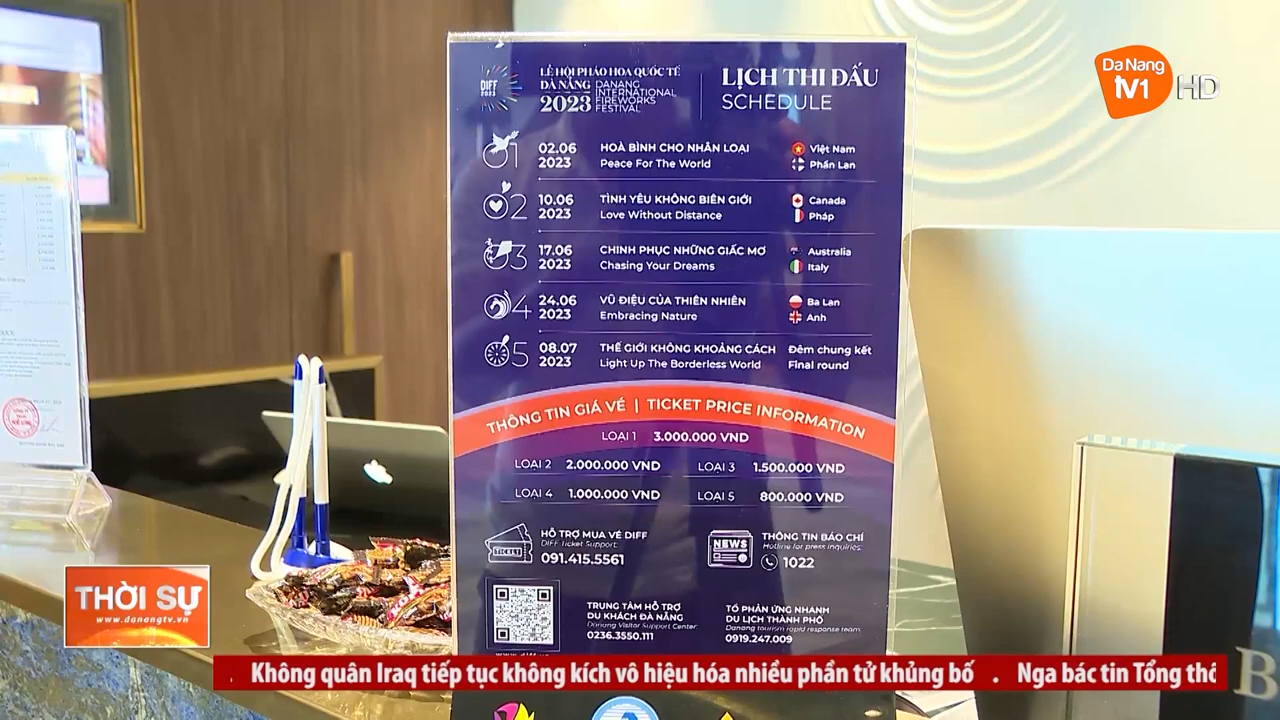 Da Nang
TV1 HD
DIFF
2023
LỄ HỘI PHÁO HOA QUỐC TẾ
ĐÀ NẴNG
2023
DANANG
INTERNATIONAL
FIREWORKS
FESTIVAL
LỊCH THI ĐẤU
SCHEDULE
01
02.06
2023
HOÀ BÌNH CHO NHÂN LOẠI
Peace For The World
Việt Nam
Phần Lan
02
10.06
2023
TÌNH YÊU KHÔNG BIÊN GIỚI
Love Without Distance
Canada
Pháp
03
17.06
2023
CHINH PHỤC NHỮNG GIẤC MƠ
Chasing Your Dreams
Australia
Italy
04
24.06
2023
VŨ ĐIỆU CỦA THIÊN NHIÊN
Embracing Nature
Ba Lan
Anh
05
08.07
2023
THẾ GIỚI KHÔNG KHOẢNG CÁCH
Light Up The Borderless World
Đêm chung kết
Final round
THÔNG TIN GIÁ VÉ | TICKET PRICE INFORMATION
LOẠI 1 3.000.000 VND
LOẠI 2 2.000.000 VND LOẠI 3 1.500.000 VND
LOẠI 4 1.000.000 VND LOẠI 5 800.000 VND
TICKET
HỖ TRỢ MUA VÉ DIFF
DIFF Ticket Support:
091.415.5561
NEWS
THÔNG TIN BÁO CHÍ
Hotline for press inquiries:
1022
TRUNG TÂM HỖ TRỢ
DU KHÁCH ĐÀ NẴNG
Danang Visitor Support Center:
0236.3550.111
TỔ PHẢN ỨNG NHANH
DU LỊCH THÀNH PHỐ
Danang tourism rapid response team:
0919.247.009
THỜI SỰ
www.danangtv.vn
. Không quân Iraq tiếp tục không kích vô hiệu hóa nhiều phần tử khủng bố . Nga bác tin Tổng thố
B